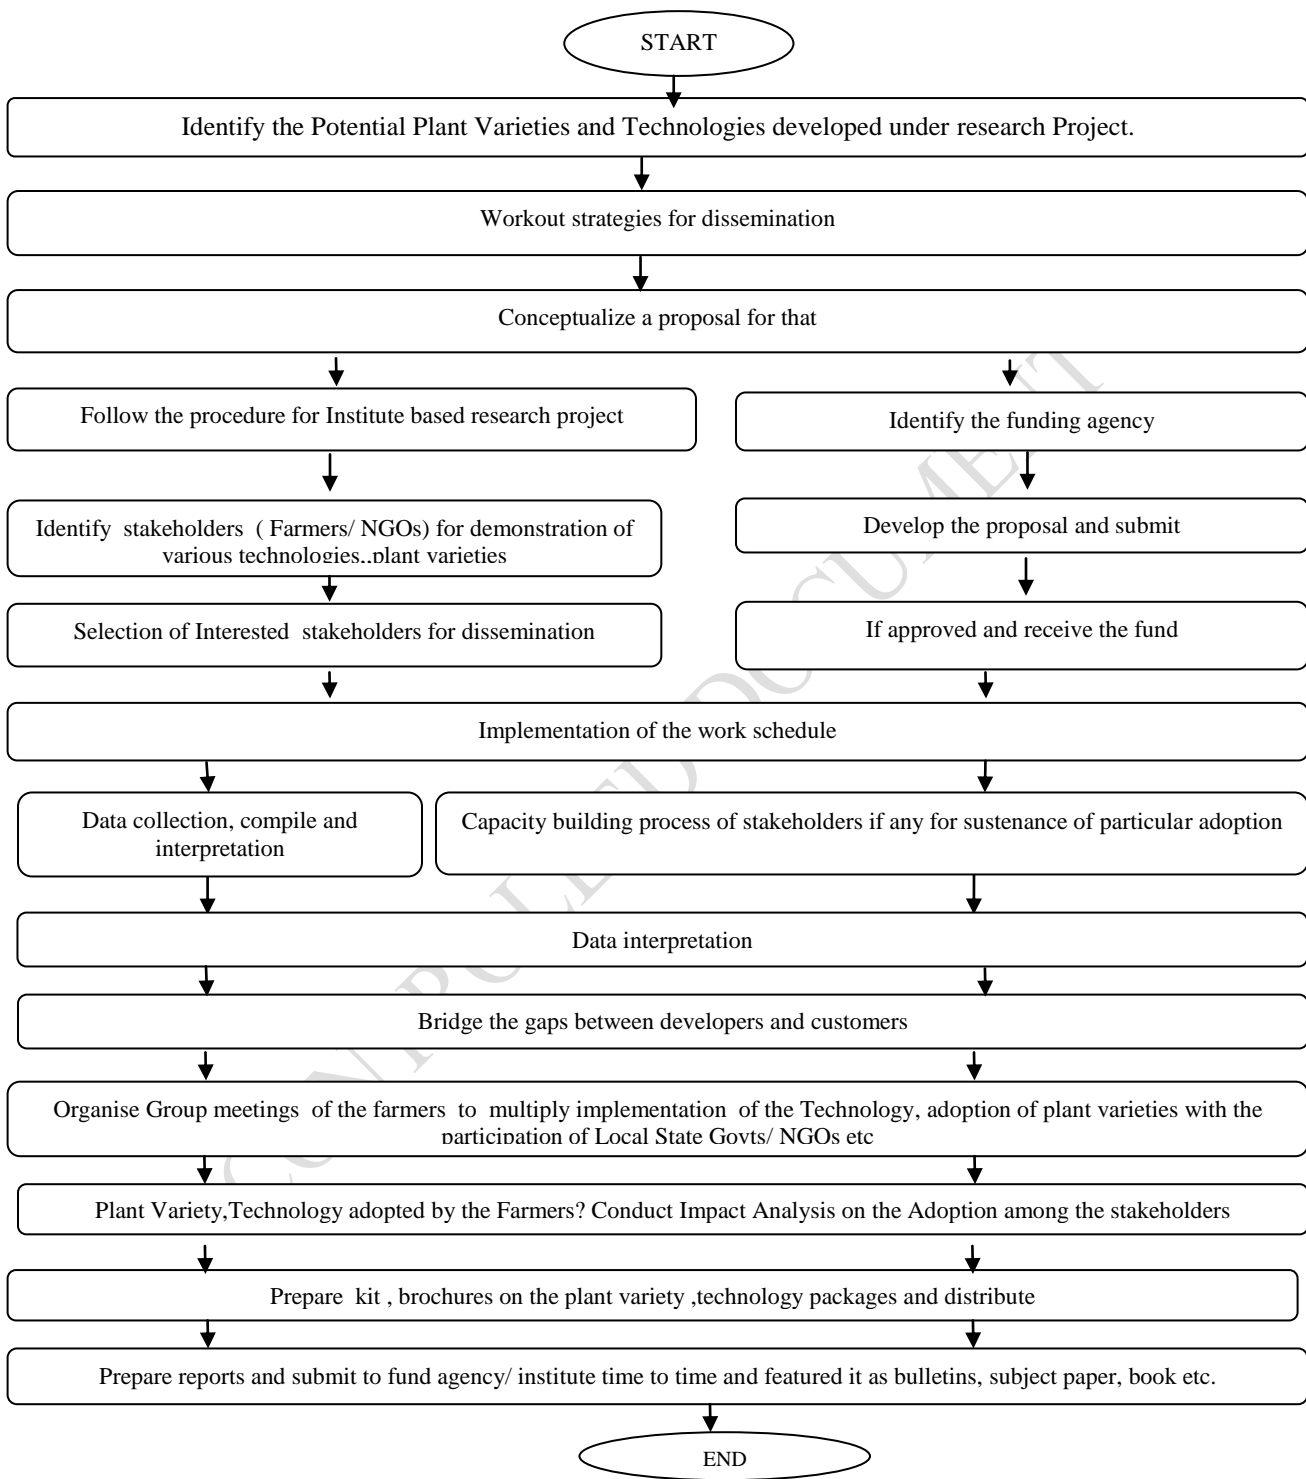 START
Identify the Potential Plant Varieties and Technologies developed under research Project.
Workout strategies for dissemination
Conceptualize a proposal for that
Follow the procedure for Institute based research project
Identify the funding agency
Identify stakeholders ( Farmers/ NGOs) for demonstration of
various technologies,,plant varieties
Develop the proposal and submit
Selection of Interested stakeholders for dissemination
If approved and receive the fund
Implementation of the work schedule
Data collection, compile and
interpretation
Capacity building process of stakeholders if any for sustenance of particular adoption
Data interpretation
Bridge the gaps between developers and customers
Organise Group meetings of the farmers to multiply implementation of the Technology, adoption of plant varieties with the
participation of Local State Govts/ NGOs etc
Plant Variety,Technology adopted by the Farmers? Conduct Impact Analysis on the Adoption among the stakeholders
Prepare kit , brochures on the plant variety ,technology packages and distribute
Prepare reports and submit to fund agency/ institute time to time and featured it as bulletins, subject paper, book etc.
END